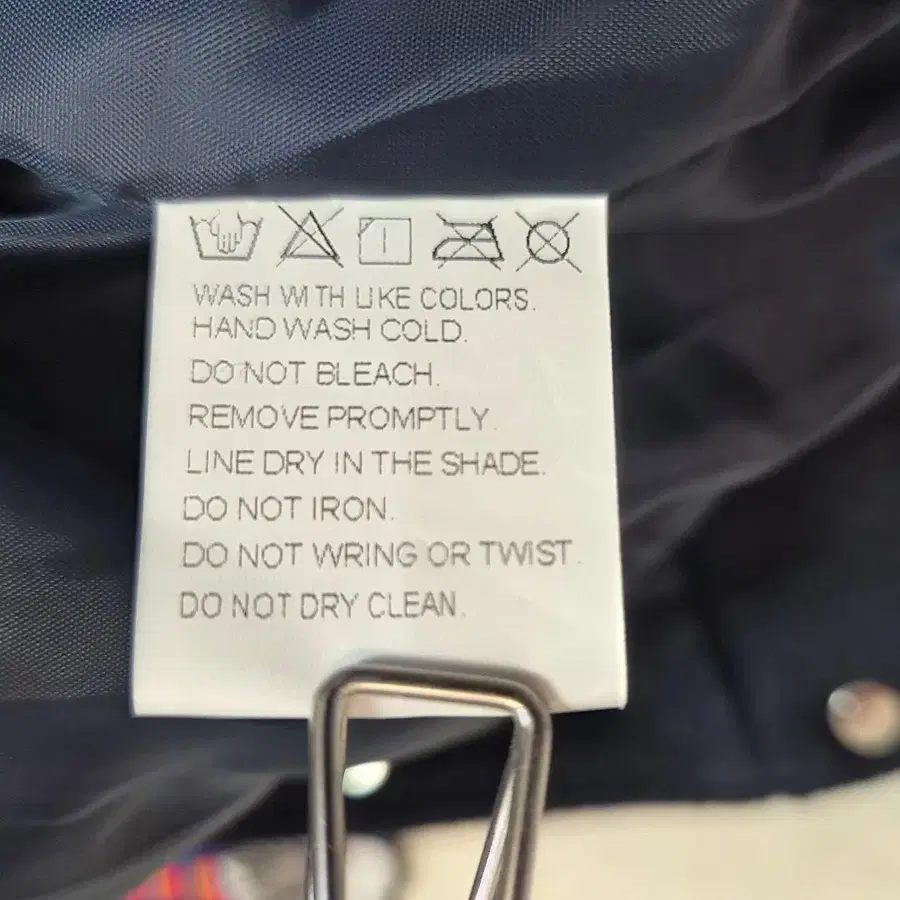 WASH WITH LIKE COLORS.
HAND WASH COLD.
DO NOT BLEACH.
REMOVE PROMPTLY.
LINE DRY IN THE SHADE.
DO NOT IRON.
DO NOT WRING OR TWIST.
DO NOT DRY CLEAN.